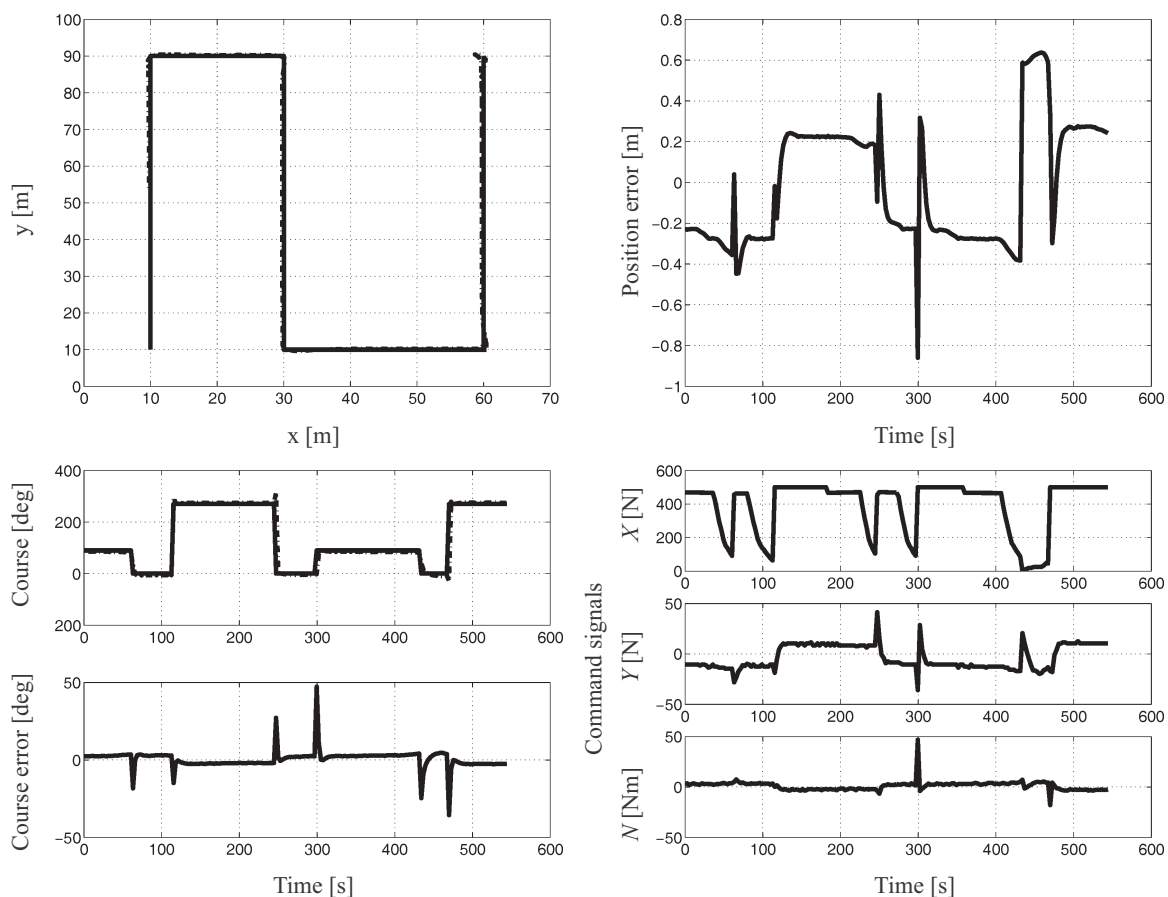 100
90
80
70
60
50
40
30
20
10
0
y [m]
0 10 20 30 40 50 60 70
x [m]
0.8
0.6
0.4
0.2
0
−0.2
−0.4
−0.6
−0.8
−1
Position error [m]
0 100 200 300 400 500 600
Time [s]
400
200
0
200
Course [deg]
0 100 200 300 400 500 600
50
0
−50
Course error [deg]
0 100 200 300 400 500 600
Time [s]
Command signals
600
400
200
0
X [N]
0 100 200 300 400 500 600
50
0
−50
Y [N]
0 100 200 300 400 500 600
50
0
−50
N [Nm]
0 100 200 300 400 500 600
Time [s]